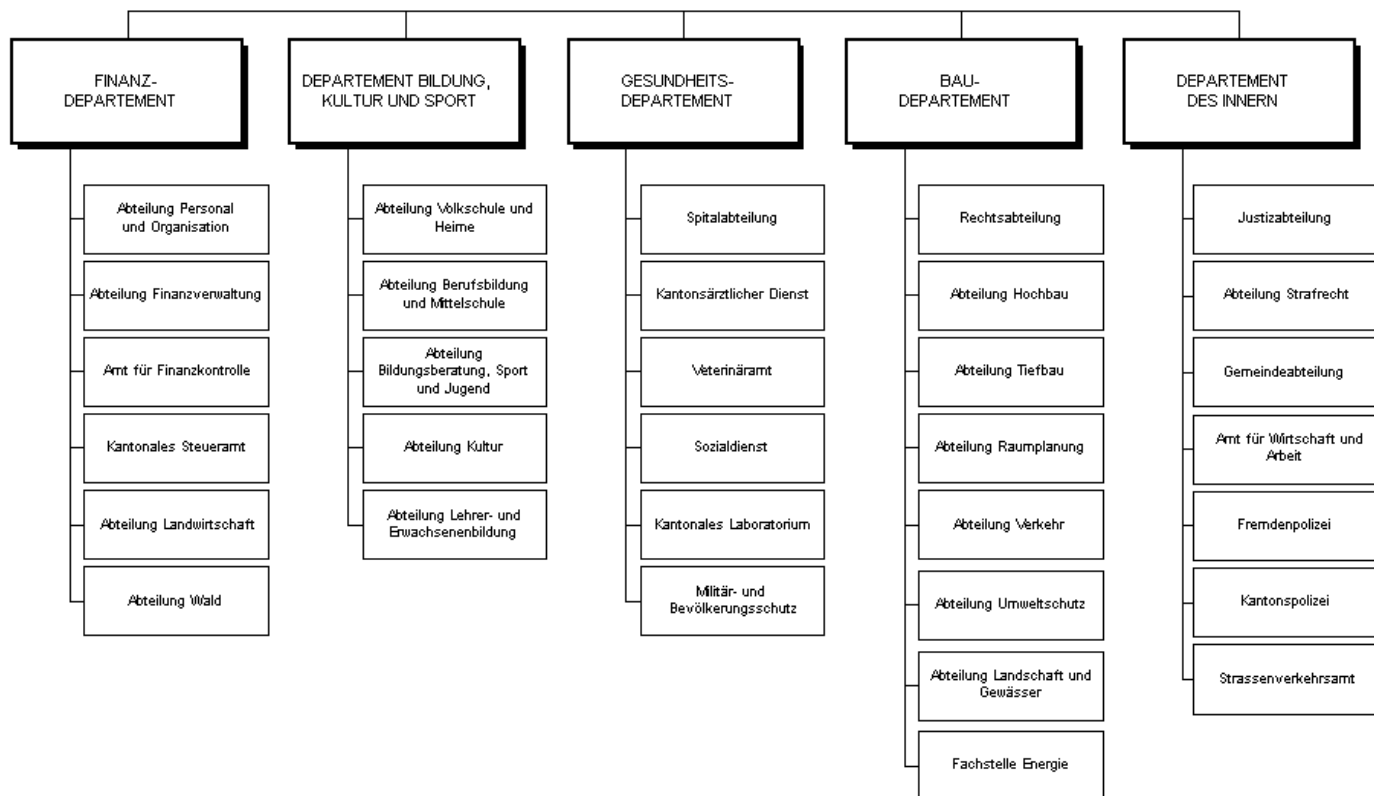 FINANZ-
DEPARTEMENT
DEPARTEMENT BILDUNG,
KULTUR UND SPORT
GESUNDHEITS-
DEPARTEMENT
BAU-
DEPARTEMENT
DEPARTEMENT
DES INNERN
Abteilung Personal
und Organisation
Abteilung Finanzverwaltung
Amt für Finanzkontrolle
Kantonales Steueramt
Abteilung Landwirtschaft
Abteilung Wald
Abteilung Volkschule und
Heime
Abteilung Berufsbildung
und Mittelschule
Abteilung
Bildungsberatung, Sport
und Jugend
Abteilung Kultur
Abteilung Lehrer- und
Erwachsenenbildung
Spitalabteilung
Kantonsärztlicher Dienst
Veterinäramt
Sozialdienst
Kantonales Laboratorium
Militär- und
Bevölkerungsschutz
Rechtsabteilung
Abteilung Hochbau
Abteilung Tiefbau
Abteilung Raumplanung
Abteilung Verkehr
Abteilung Umweltschutz
Abteilung Landschaft und
Gewässer
Fachstelle Energie
Justizabteilung
Abteilung Strafrecht
Gemeindeabteilung
Amt für Wirtschaft und
Arbeit
Fremdenpolizei
Kantonspolizei
Strassenverkehrsamt